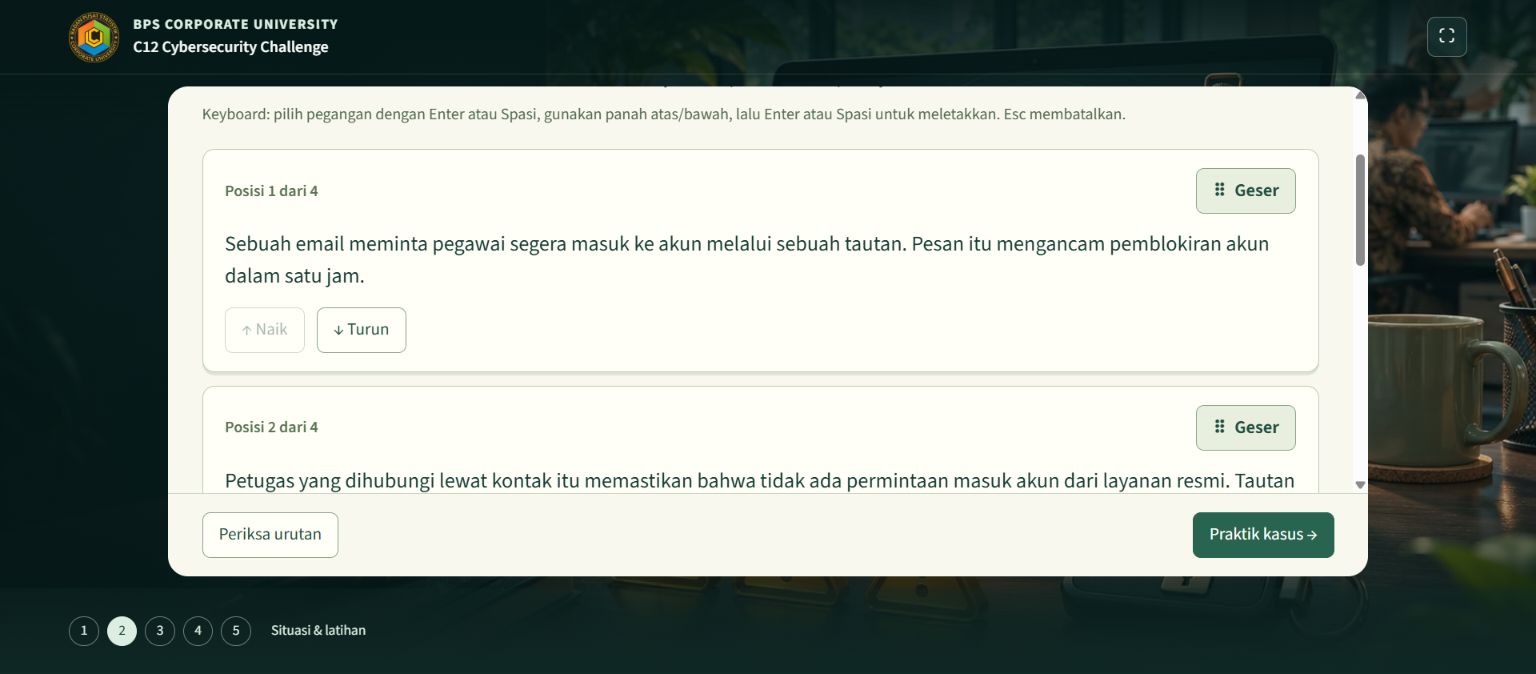 BPS CORPORATE UNIVERSITY
C12 Cybersecurity Challenge
Keyboard: pilih pegangan dengan Enter atau Spasi, gunakan panah atas/bawah, lalu Enter atau Spasi untuk meletakkan. Esc membatalkan.
Posisi 1 dari 4
Geser
Sebuah email meminta pegawai segera masuk ke akun melalui sebuah tautan. Pesan itu mengancam pemblokiran akun
dalam satu jam.
↑ Naik
↓ Turun
Posisi 2 dari 4
Geser
Petugas yang dihubungi lewat kontak itu memastikan bahwa tidak ada permintaan masuk akun dari layanan resmi. Tautan
Periksa urutan
Praktik kasus →
1
2
3
4
5
Situasi & latihan